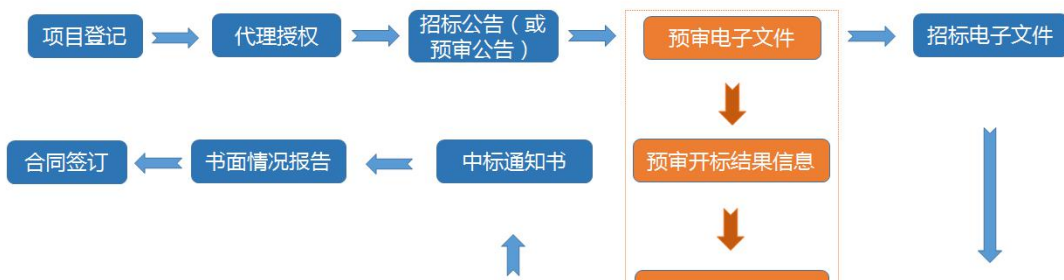 项目登记
代理授权
招标公告（或
预审公告）
预审电子文件
招标电子文件
合同签订
书面情况报告
中标通知书
预审开标结果信息